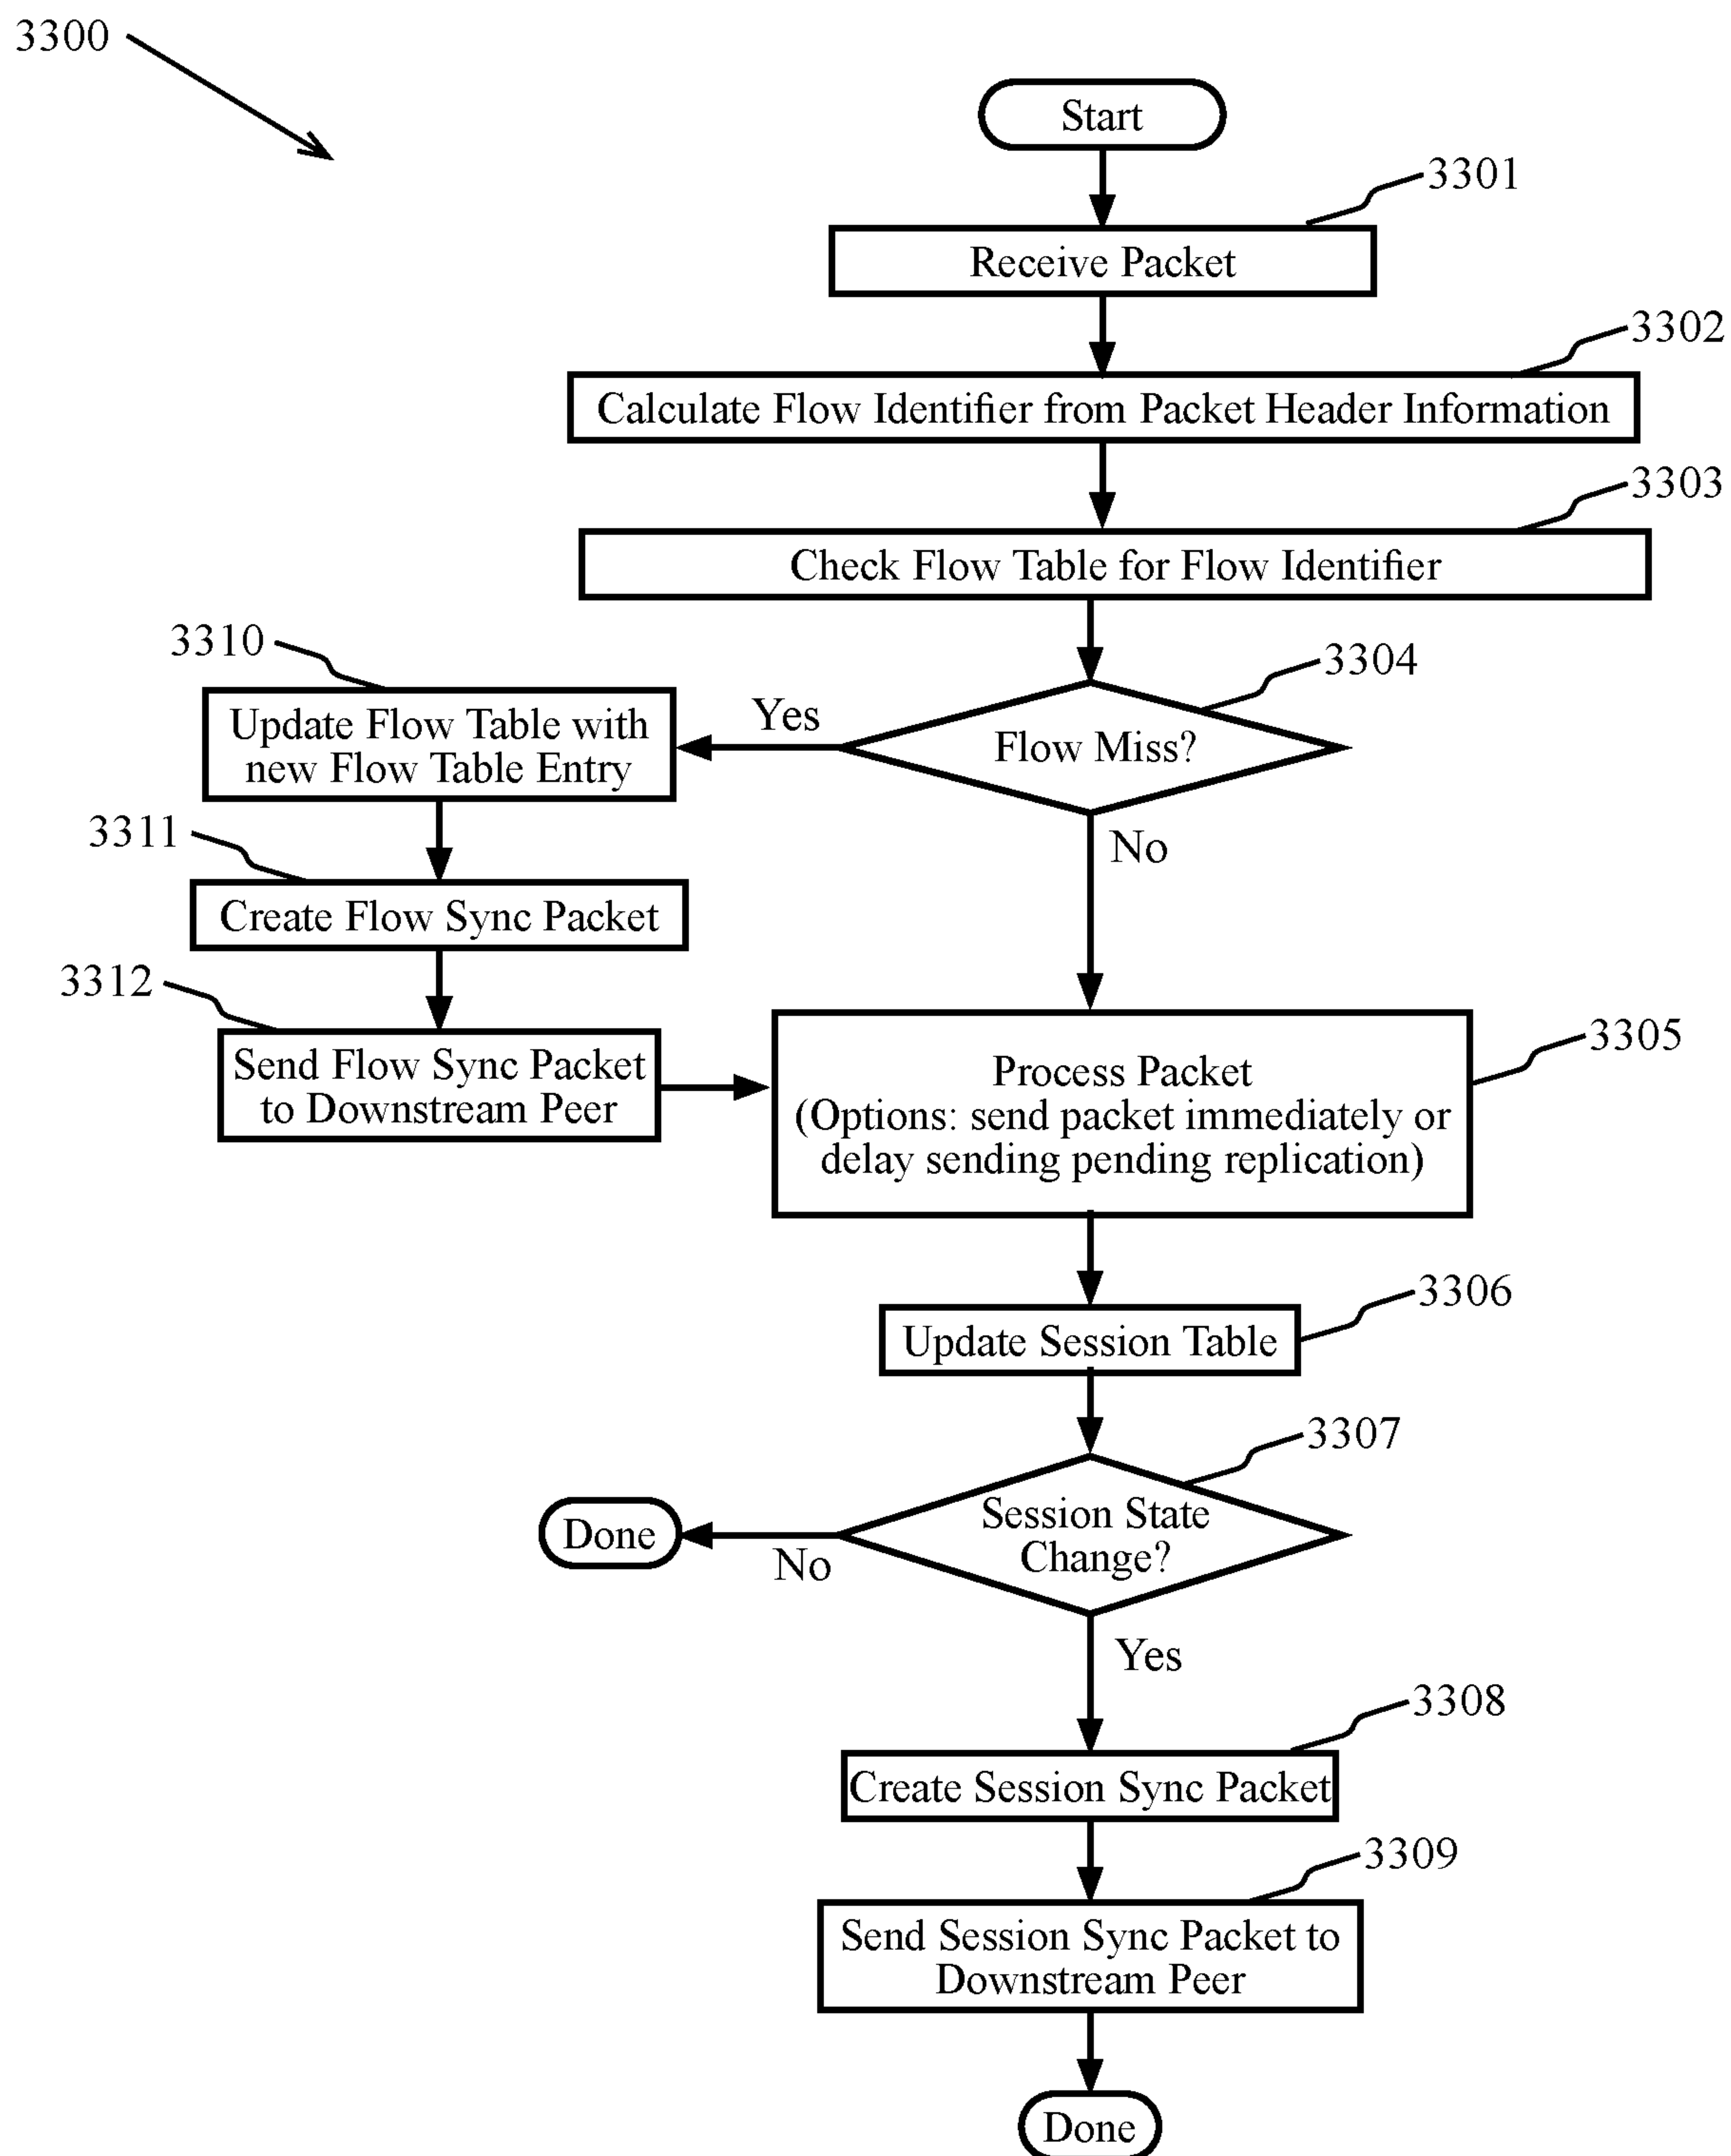 3300
Start
3301
Receive Packet
3302
Calculate Flow Identifier from Packet Header Information
3303
Check Flow Table for Flow Identifier
3304
Flow Miss?
Yes
No
3310
Update Flow Table with
new Flow Table Entry
3311
Create Flow Sync Packet
3312
Send Flow Sync Packet
to Downstream Peer
3305
Process Packet
(Options: send packet immediately or
delay sending pending replication)
3306
Update Session Table
3307
Session State
Change?
No
Done
Yes
3308
Create Session Sync Packet
3309
Send Session Sync Packet to
Downstream Peer
Done